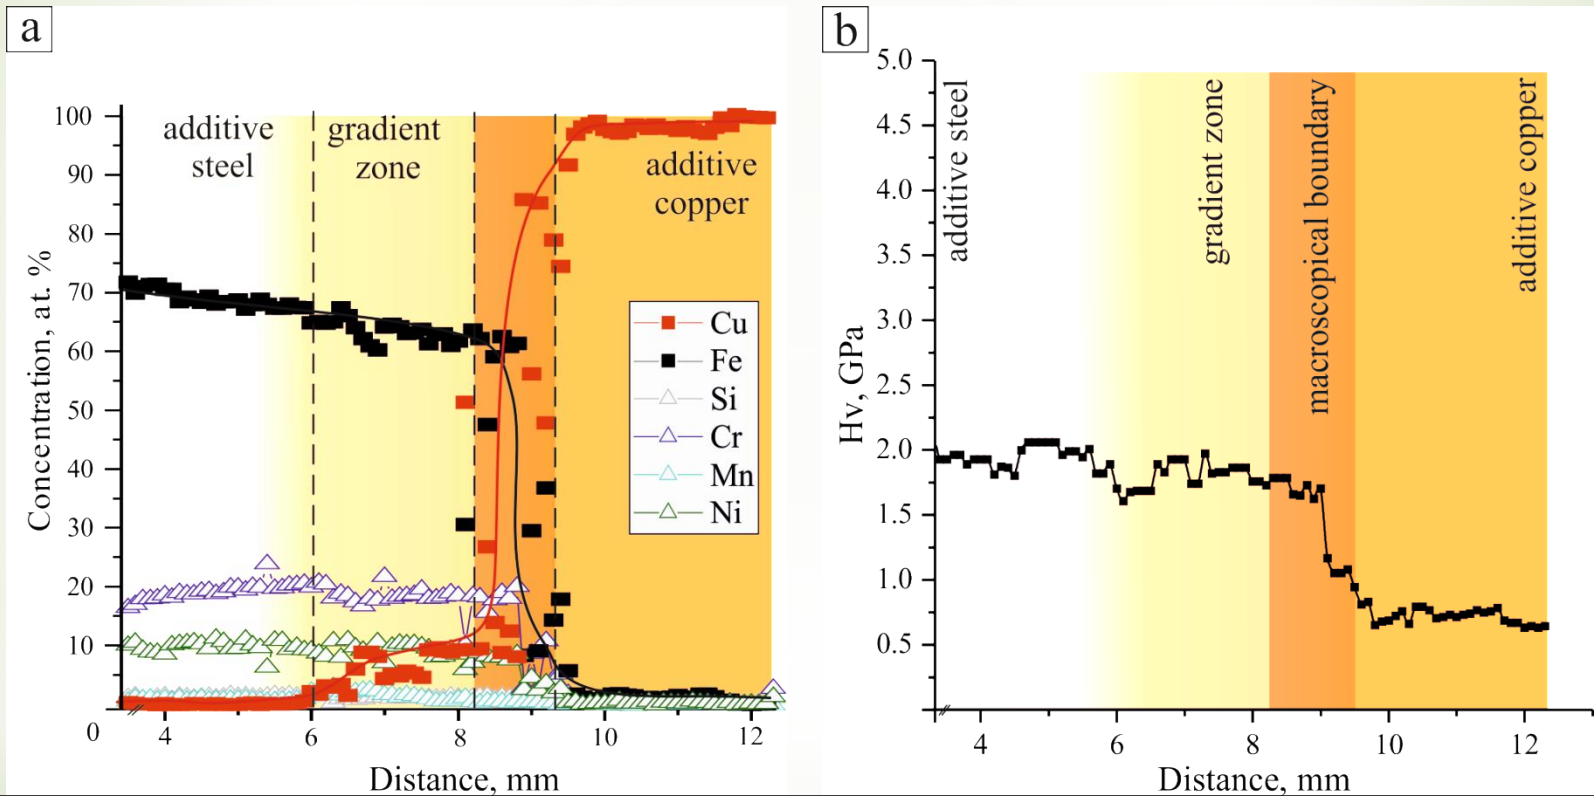 a
100
90
80
70
60
50
40
30
20
10
0
Concentration, at. %
additive
steel
gradient
zone
additive
copper
Cu
Fe
Si
Cr
Mn
Ni
4
6
8
10
12
Distance, mm
b
5.0
4.5
4.0
3.5
3.0
2.5
2.0
1.5
1.0
0.5
Hv, GPa
additive steel
gradient zone
macroscopical boundary
additive copper
4
6
8
10
12
Distance, mm